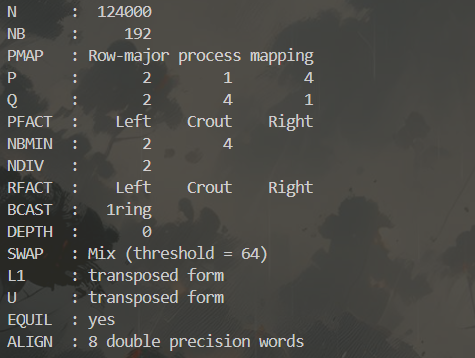 N      :  124000
NB     :     192
PMAP   : Row-major process mapping
P      :       2       1       4
Q      :       2       4       1
PFACT  :    Left    Crout    Right
NBMIN  :       2       4
NDIV   :       2
RFACT  :    Left    Crout    Right
BCAST  :   1ring
DEPTH  :       0
SWAP   : Mix (threshold = 64)
L1     : transposed form
U      : transposed form
EQUIL  : yes
ALIGN  : 8 double precision words